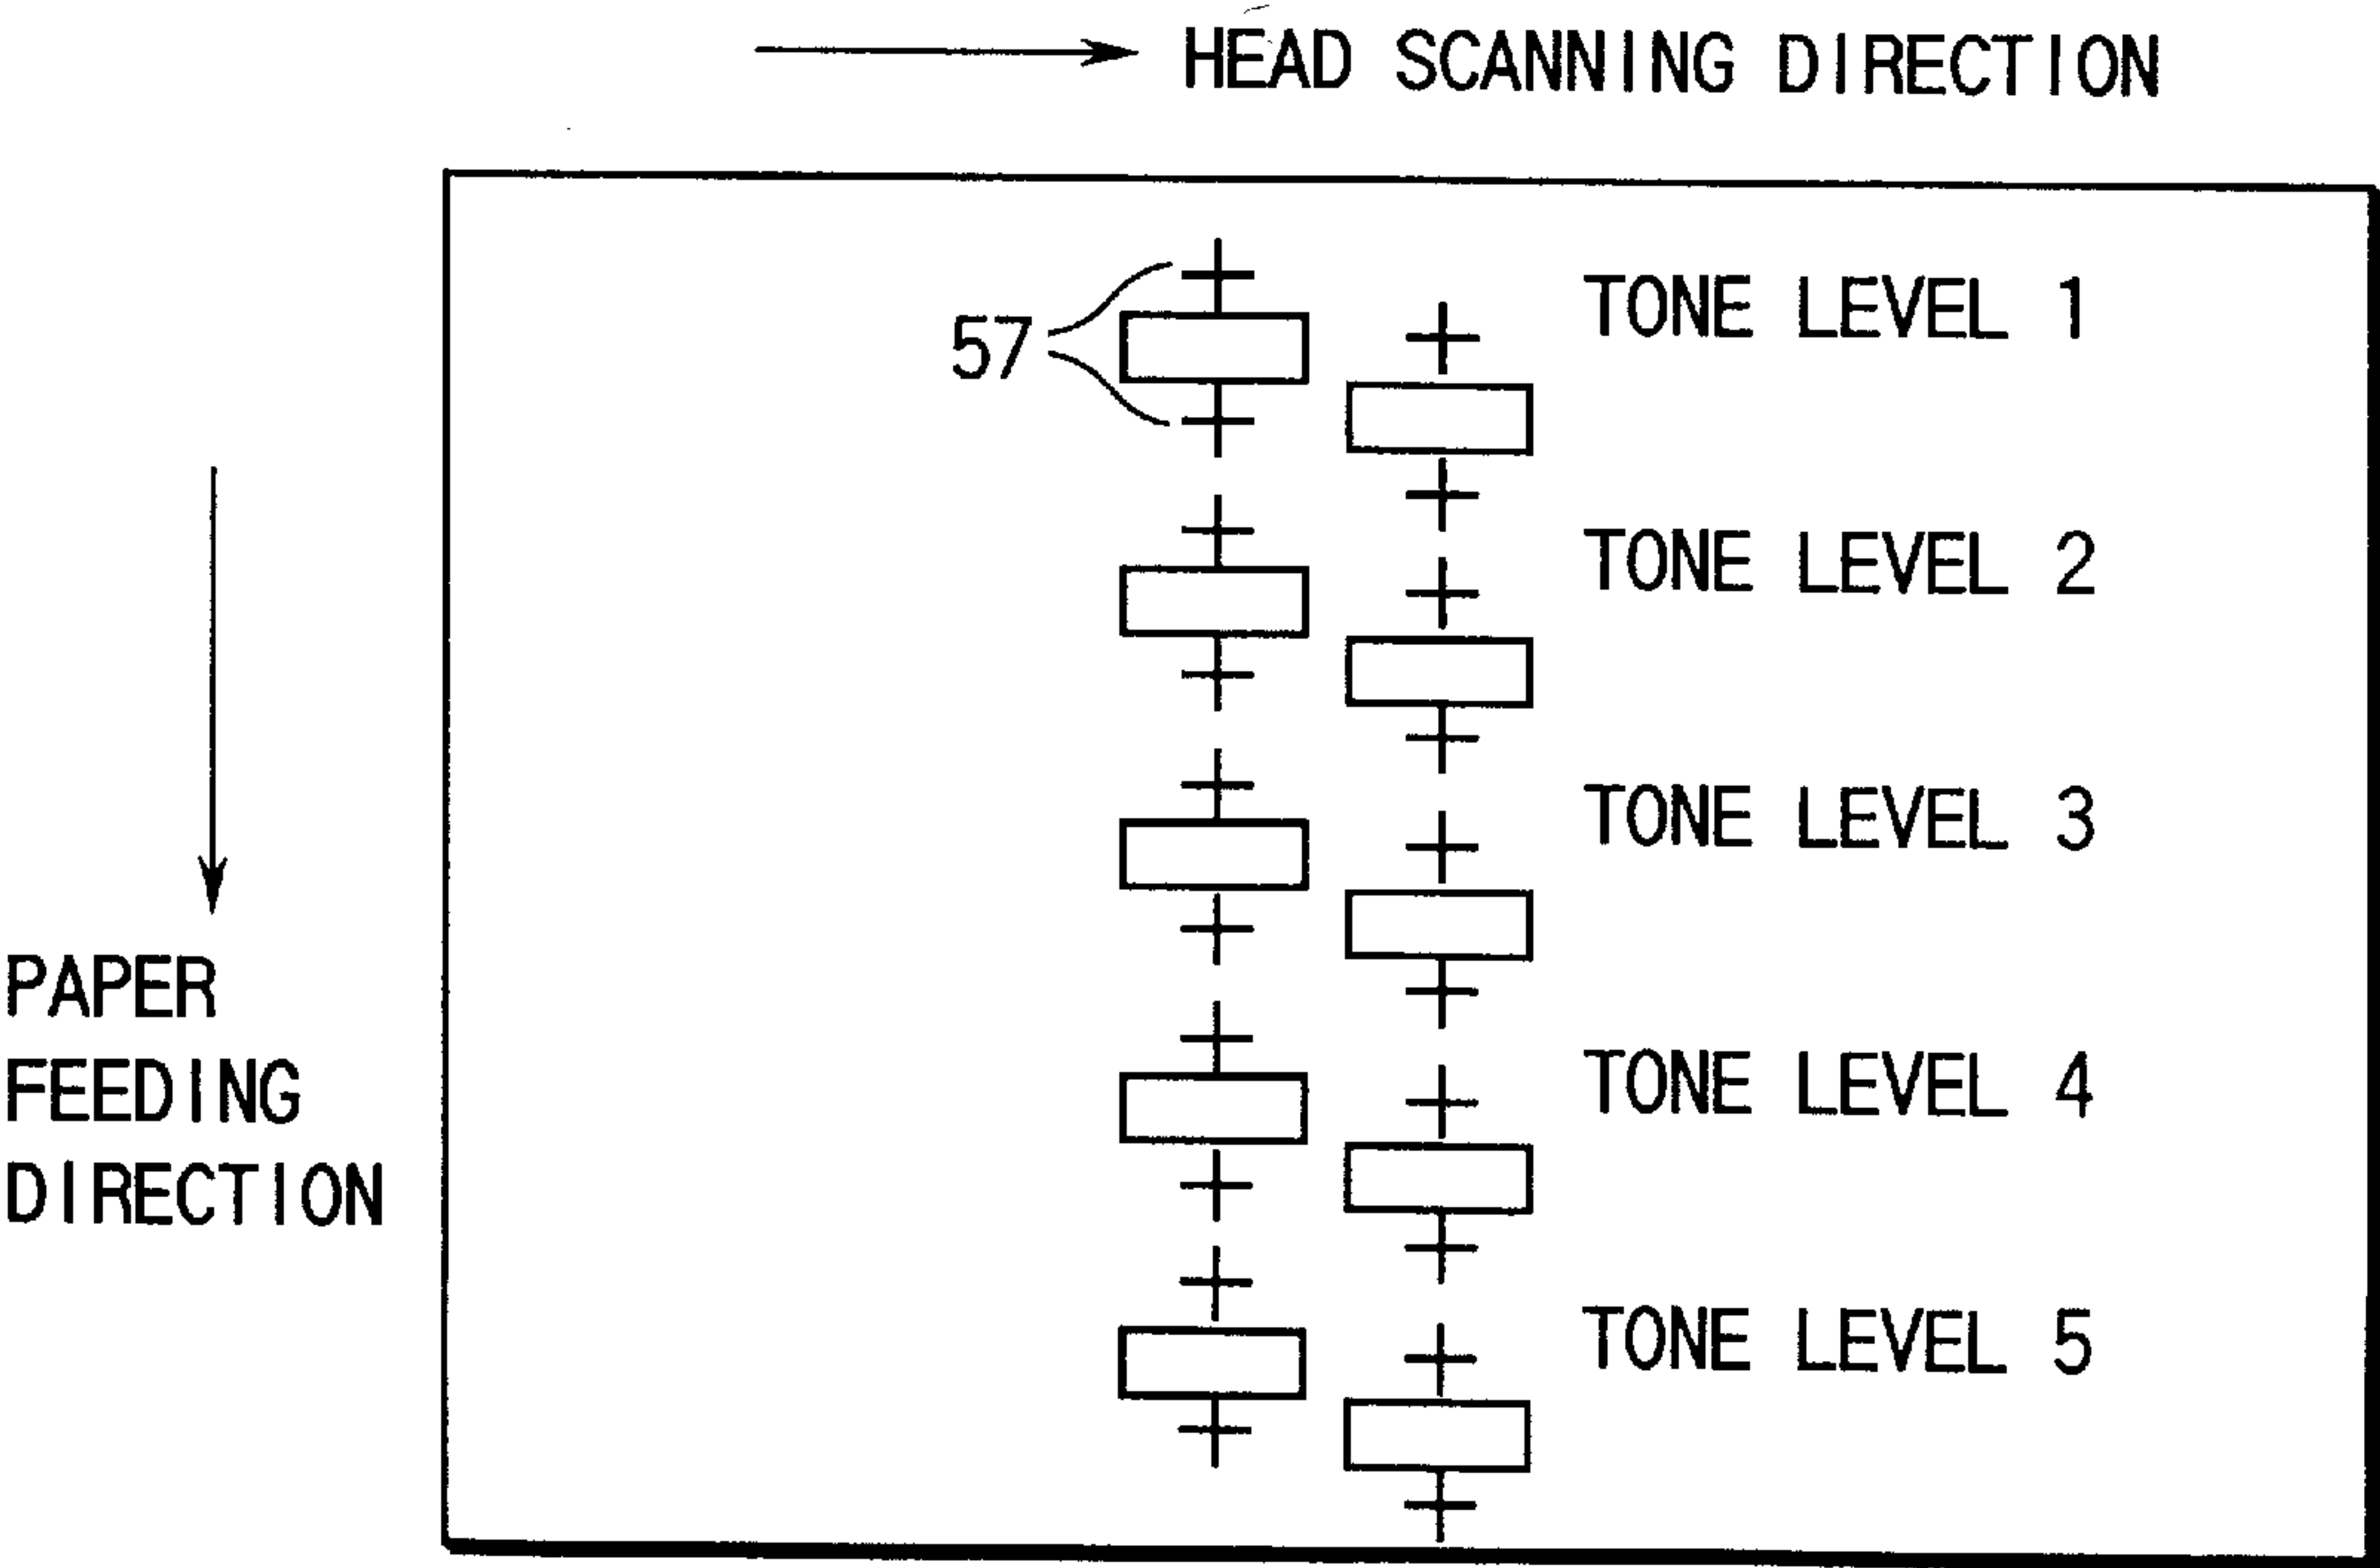 HEAD SCANNING DIRECTION
57
TONE LEVEL 1
TONE LEVEL 2
TONE LEVEL 3
TONE LEVEL 4
TONE LEVEL 5
PAPER
FEEDING
DIRECTION